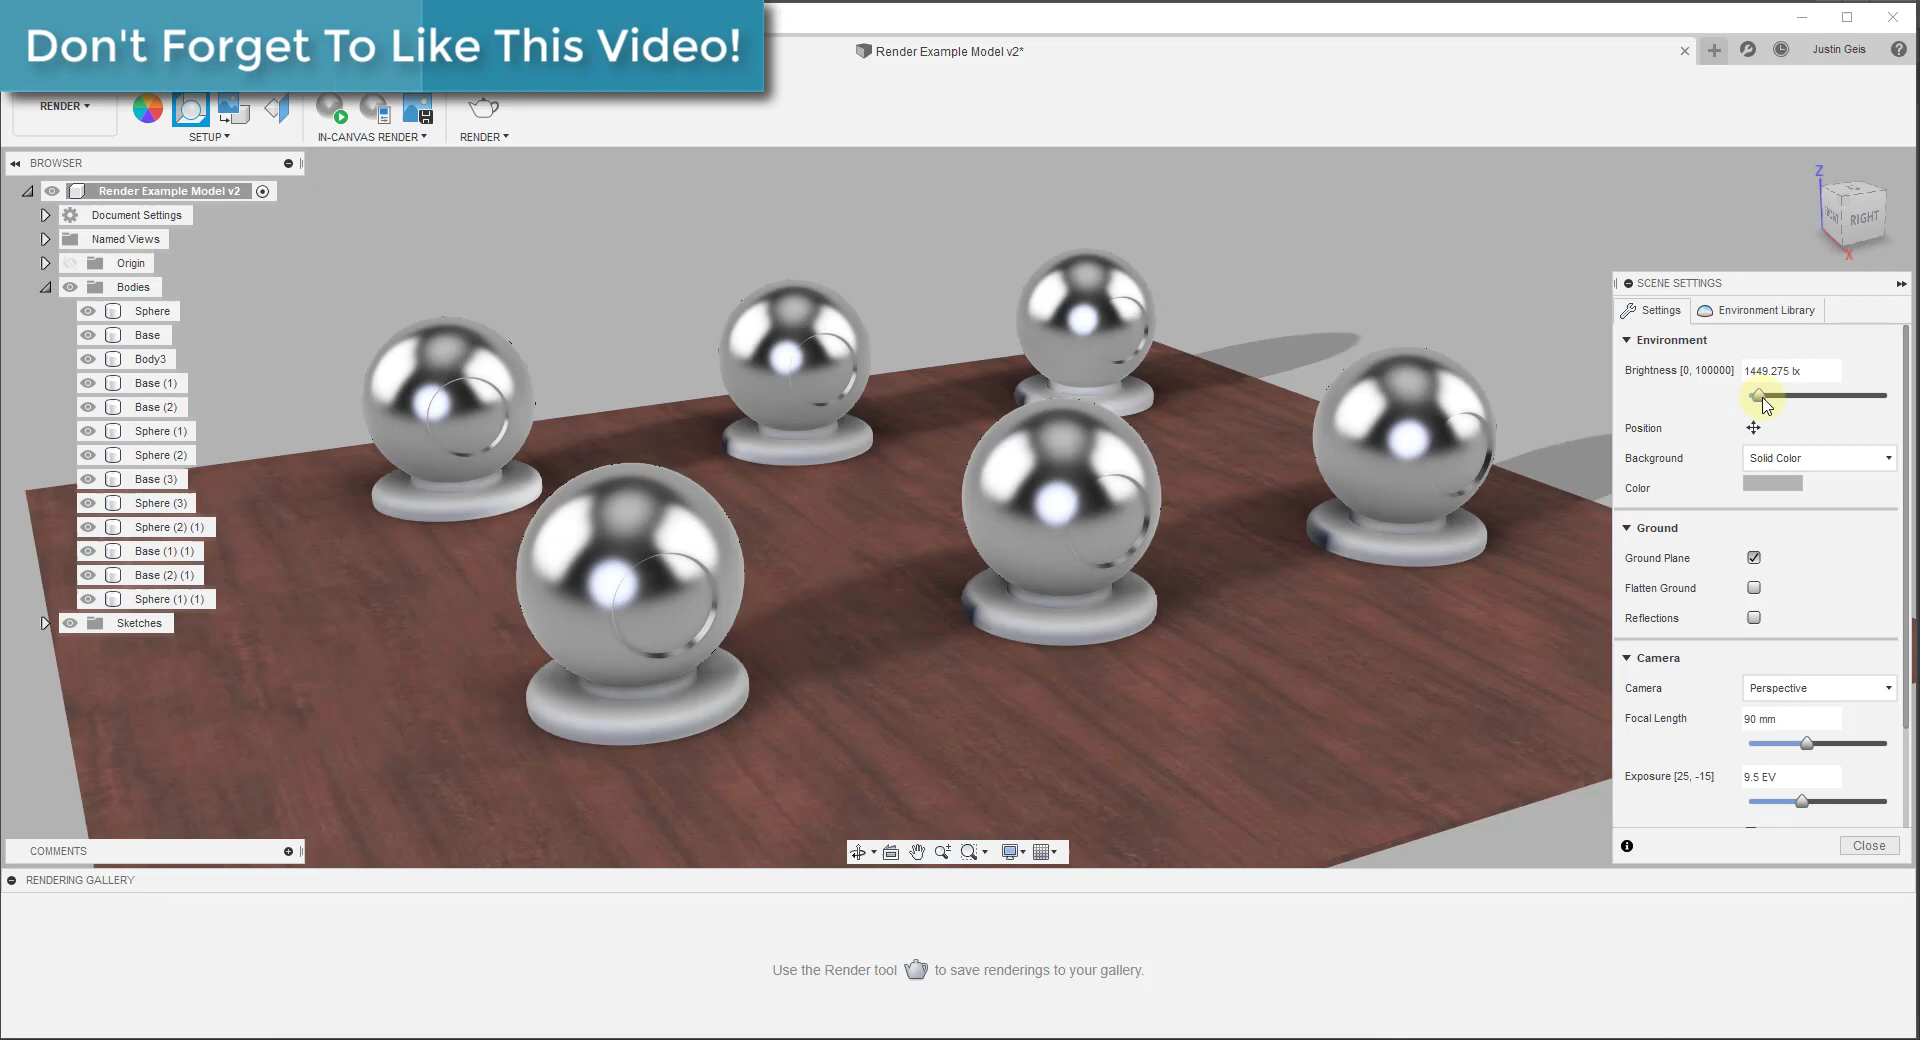 Don't Forget To Like This Video!
Render Example Model v2*
Justin Geis
RENDER
SETUP
IN-CANVAS RENDER
RENDER
BROWSER
Render Example Model v2
Document Settings
Named Views
Origin
Bodies
Sphere
Base
Body3
Base (1)
Base (2)
Sphere (1)
Sphere (2)
Base (3)
Sphere (3)
Sphere (2) (1)
Base (1) (1)
Base (2) (1)
Sphere (1) (1)
Sketches
Z
RIGHT
X
SCENE SETTINGS
Settings
Environment Library
Environment
Brightness [0, 100000] 1449.275 lx
Position
Background Solid Color
Color
Ground
Ground Plane
Flatten Ground
Reflections
Camera
Camera Perspective
Focal Length 90 mm
Exposure [25, -15] 9.5 EV
Close
COMMENTS
RENDERING GALLERY
Use the Render tool to save renderings to your gallery.